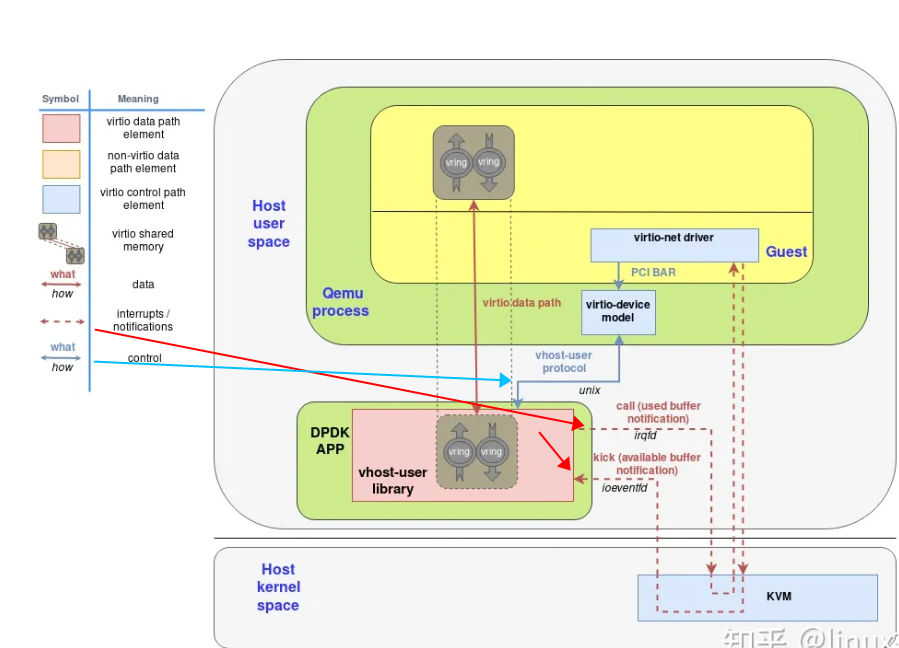 Symbol
Meaning
virtio data path
element
non-virtio data
path element
virtio control path
element
virtio shared
memory
what
how
data
interrupts /
notifications
what
how
control
Host
user
space
vring
vring
virtio-net driver
Guest
PCI BAR
Qemu
process
virtio data path
virtio-device
model
vhost-user
protocol
unix
DPDK
APP
vring
vring
vhost-user
library
call (used buffer
notification)
irqfd
kick (available buffer
notification)
ioeventfd
Host
kernel
space
KVM
知乎 @linux